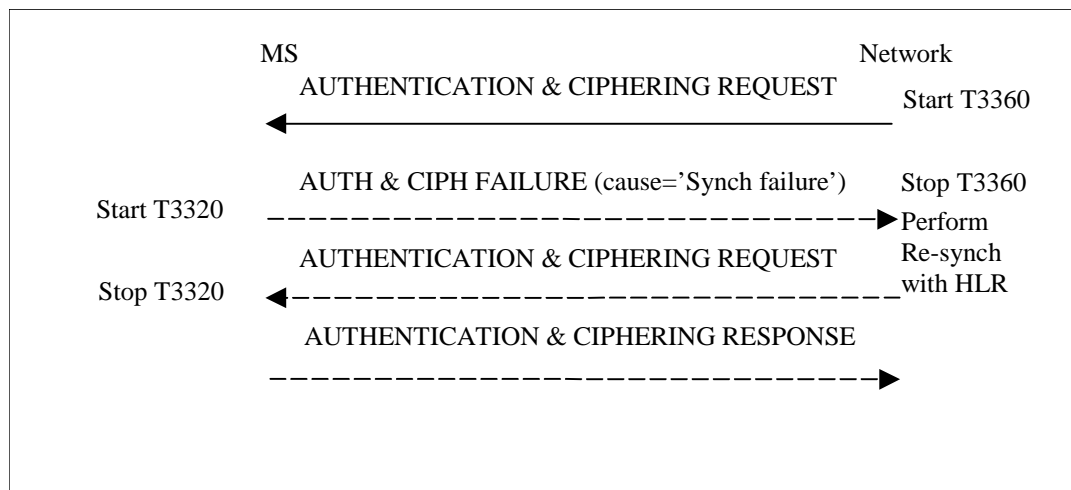 MS
Network
AUTHENTICATION & CIPHERING REQUEST
Start T3360
AUTH & CIPH FAILURE (cause=’Synch failure’)
Stop T3360
Start T3320
Perform
Re-synch
with HLR
AUTHENTICATION & CIPHERING REQUEST
Stop T3320
AUTHENTICATION & CIPHERING RESPONSE